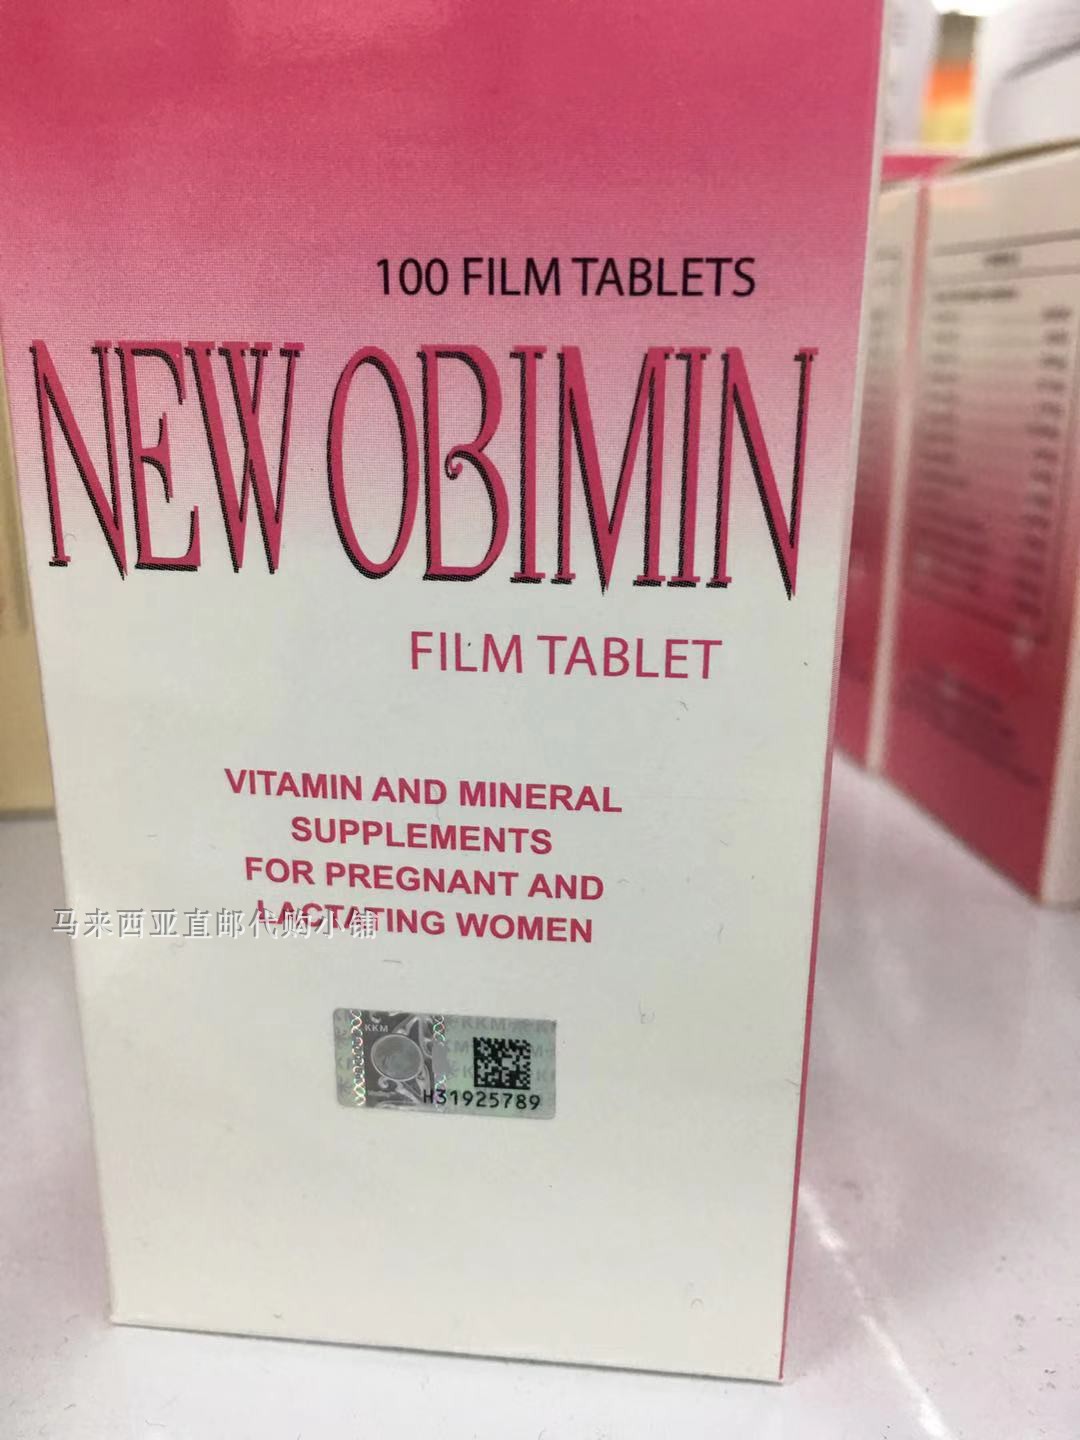 100 FILM TABLETS
NEW OBIMIN
FILM TABLET
VITAMIN AND MINERAL
SUPPLEMENTS
FOR PREGNANT AND
LACTATING WOMEN
马来西亚直邮代购小铺
KKM
H31925789